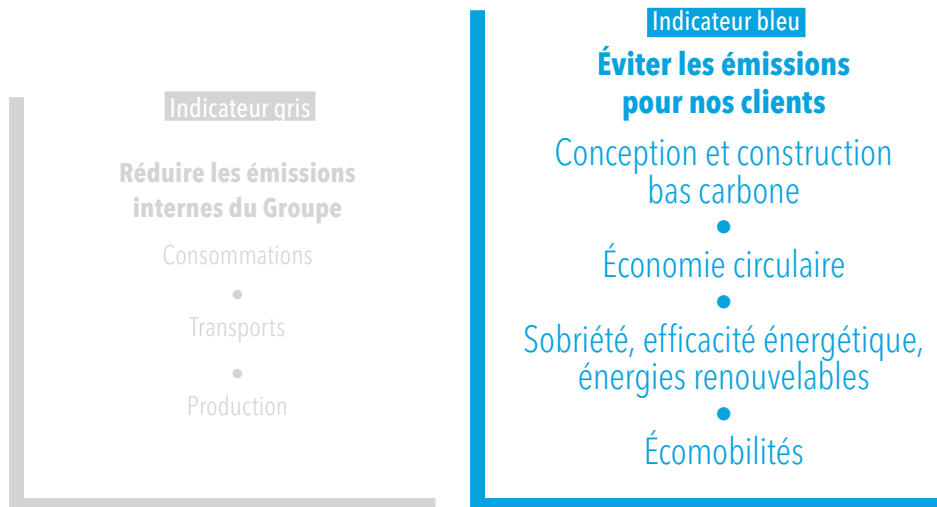 Indicateur gris
Réduire les émissions
internes du Groupe
Consommations
•
Transports
•
Production
Indicateur bleu
Éviter les émissions
pour nos clients
Conception et construction
bas carbone
•
Économie circulaire
•
Sobriété, efficacité énergétique,
énergies renouvelables
•
Écomobilités